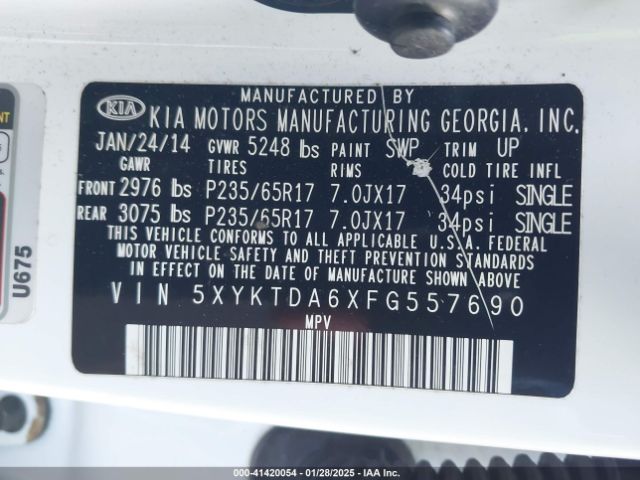 MANUFACTURED BY
KIA KIA MOTORS MANUFACTURING GEORGIA, INC.
JAN/24/14 GVWR 5248 lbs PAINT SWP TRIM UP
GAWR TIRES RIMS COLD TIRE INFL
FRONT 2976 lbs P235/65R17 7.0JX17 34psi SINGLE
REAR 3075 lbs P235/65R17 7.0JX17 34psi SINGLE
THIS VEHICLE CONFORMS TO ALL APPLICABLE U.S.A. FEDERAL
MOTOR VEHICLE SAFETY AND THEFT PREVENTION STANDARDS
IN EFFECT ON THE DATE OF MANUFACTURE SHOWN ABOVE
VIN 5XYKTDA6XFG557690
MPV
U675
000-41420054 - 01/28/2025 - IAA Inc.